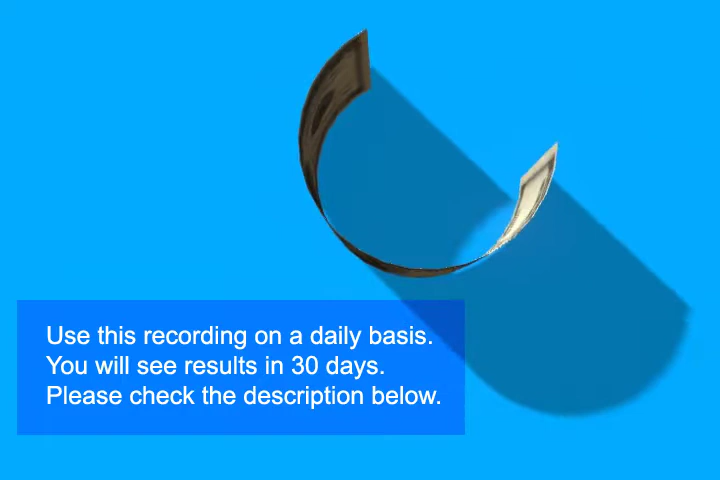 Use this recording on a daily basis.
You will see results in 30 days.
Please check the description below.